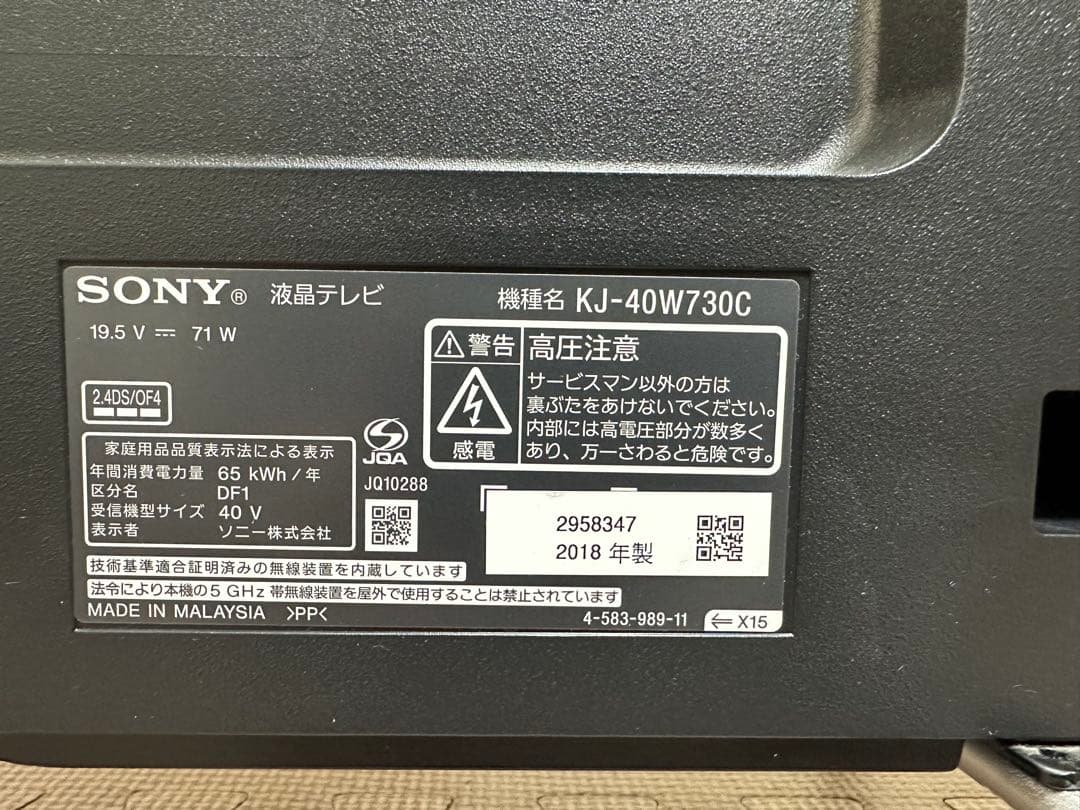 SONY® 液晶テレビ
機種名 KJ-40W730C
19.5 V ⎓ 71 W
警告
高圧注意
感電
サービスマン以外の方は
裏ぶたをあけないでください。
内部には高電圧部分が数多く
あり、万一さわると危険です。
2.4DS/OF4
家庭用品品質表示法による表示
年間消費電力量 65 kWh / 年
区分名 DF1
受信機型サイズ 40 V
表示者 ソニー株式会社
JQA
JQ10288
2958347
2018 年製
技術基準適合証明済みの無線装置を内蔵しています
法令により本機の5 GHz 帯無線装置を屋外で使用することは禁止されています
MADE IN MALAYSIA >PP<
4-583-989-11
⇐ X15